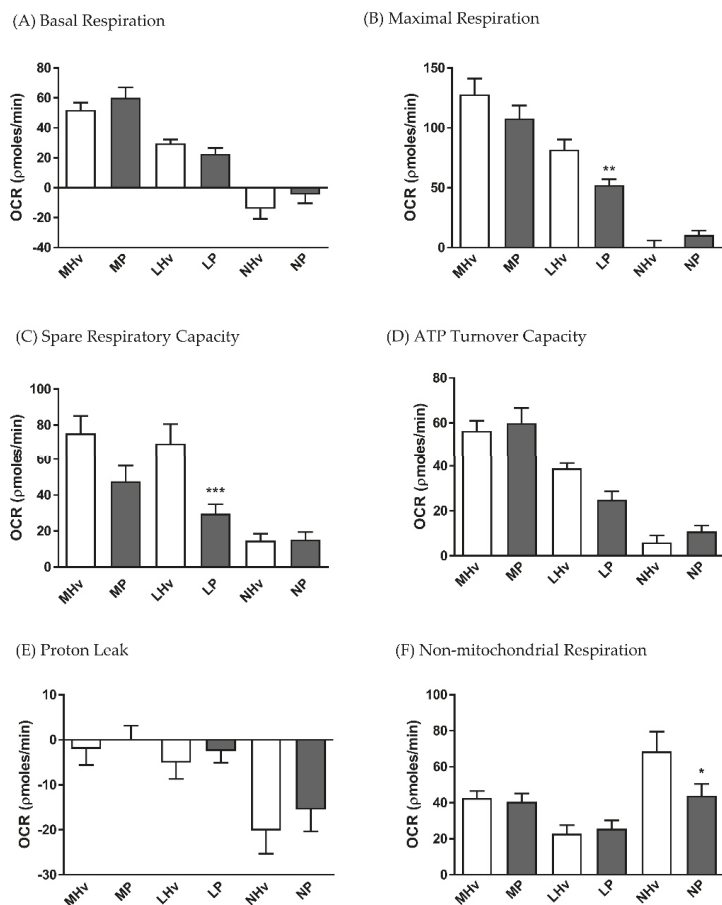 (A) Basal Respiration
OCR (ρmoles/min)
80
60
40
20
0
-20
-40
MHv MP LHv LP NHv NP
(B) Maximal Respiration
OCR (ρmoles/min)
150
100
50
0
**
MHv MP LHv LP NHv NP
(C) Spare Respiratory Capacity
OCR (ρmoles/min)
100
80
60
40
20
0
***
MHv MP LHv LP NHv NP
(D) ATP Turnover Capacity
OCR (ρmoles/min)
80
60
40
20
0
MHv MP LHv LP NHv NP
(E) Proton Leak
OCR (ρmoles/min)
10
0
-10
-20
-30
MHv MP LHv LP NHv NP
(F) Non-mitochondrial Respiration
OCR (ρmoles/min)
100
80
60
40
20
0
*
MHv MP LHv LP NHv NP